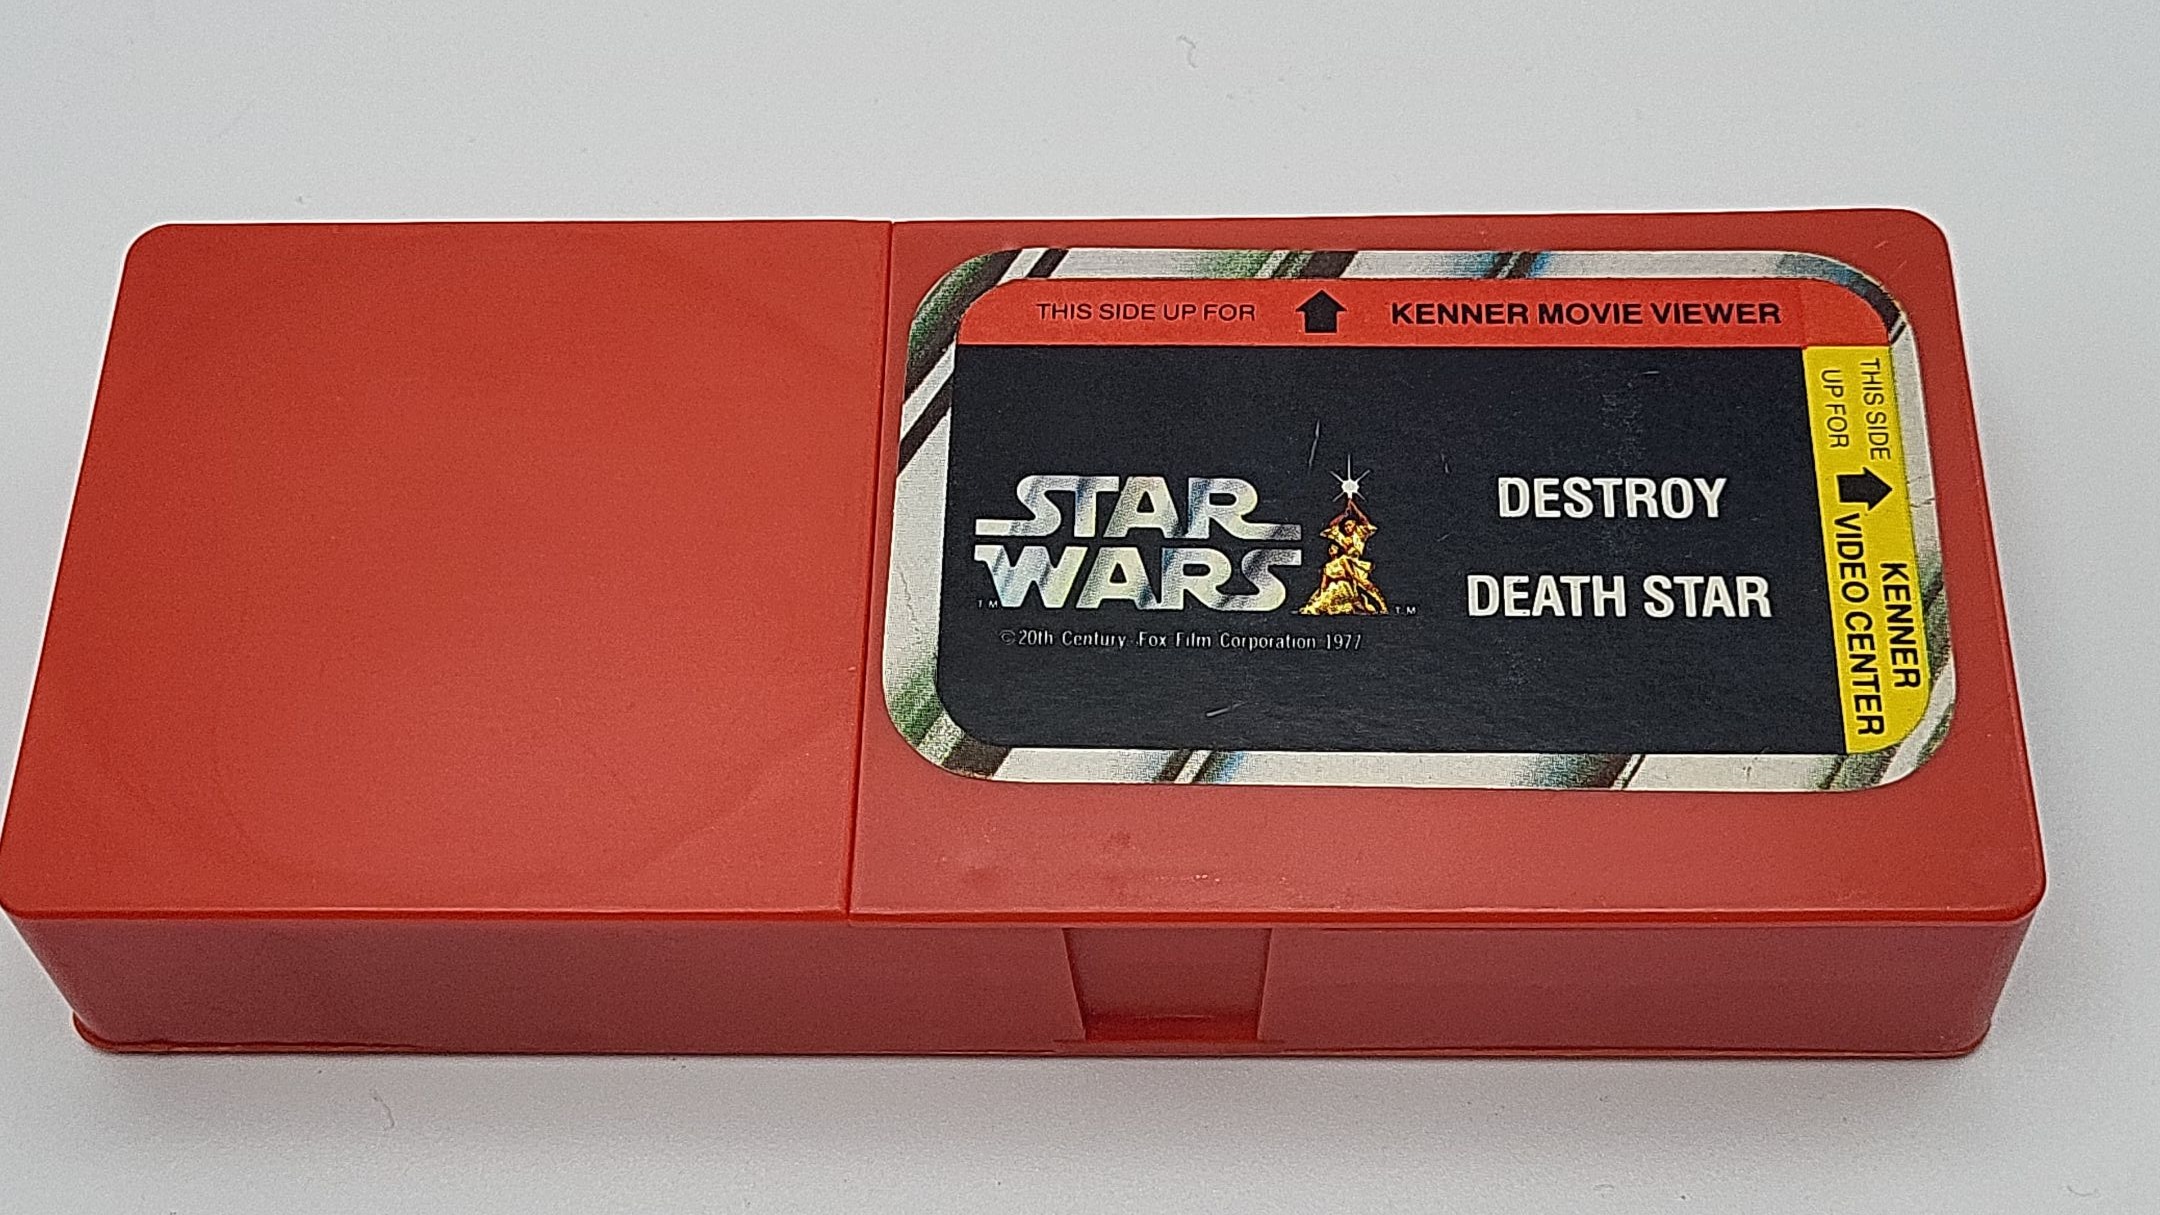 THIS SIDE UP FOR KENNER MOVIE VIEWER
STAR
WARS
TM
TM
©20th Century-Fox Film Corporation 1977
DESTROY
DEATH STAR
THIS SIDE
UP FOR
KENNER
VIDEO CENTER